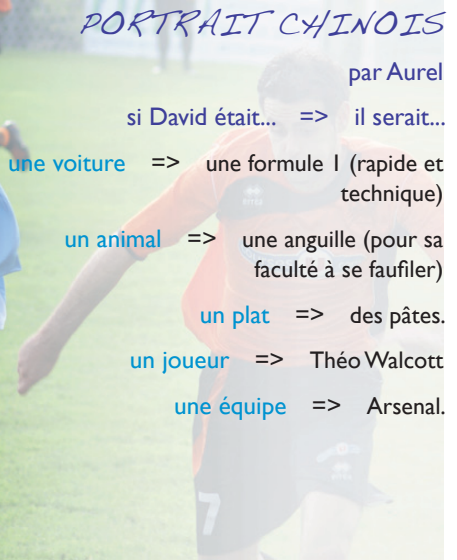 PORTRAIT CHINOIS
par Aurel
si David était... => il serait...
une voiture => une formule 1 (rapide et
technique)
un animal => une anguille (pour sa
faculté à se faufiler)
un plat => des pâtes.
un joueur => Théo Walcott
une équipe => Arsenal.
7